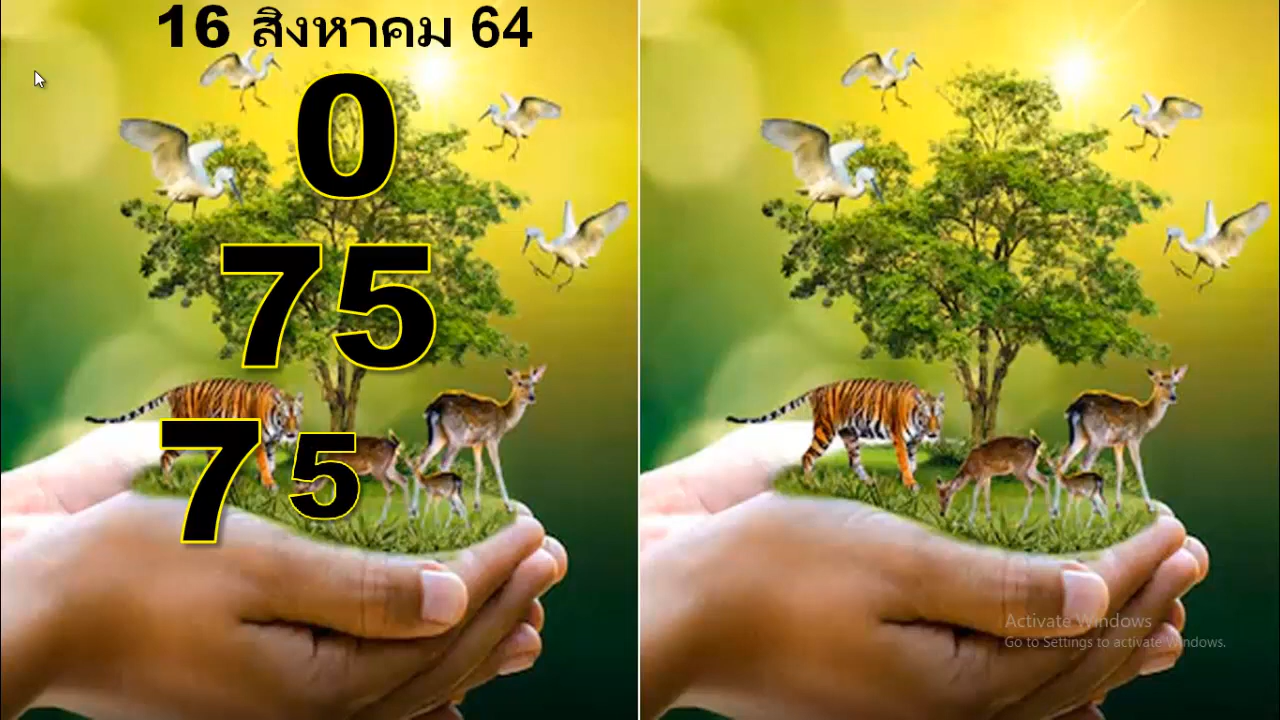 16 สิงหาคม 64
0
75
75
Activate Windows
Go to Settings to activate Windows.